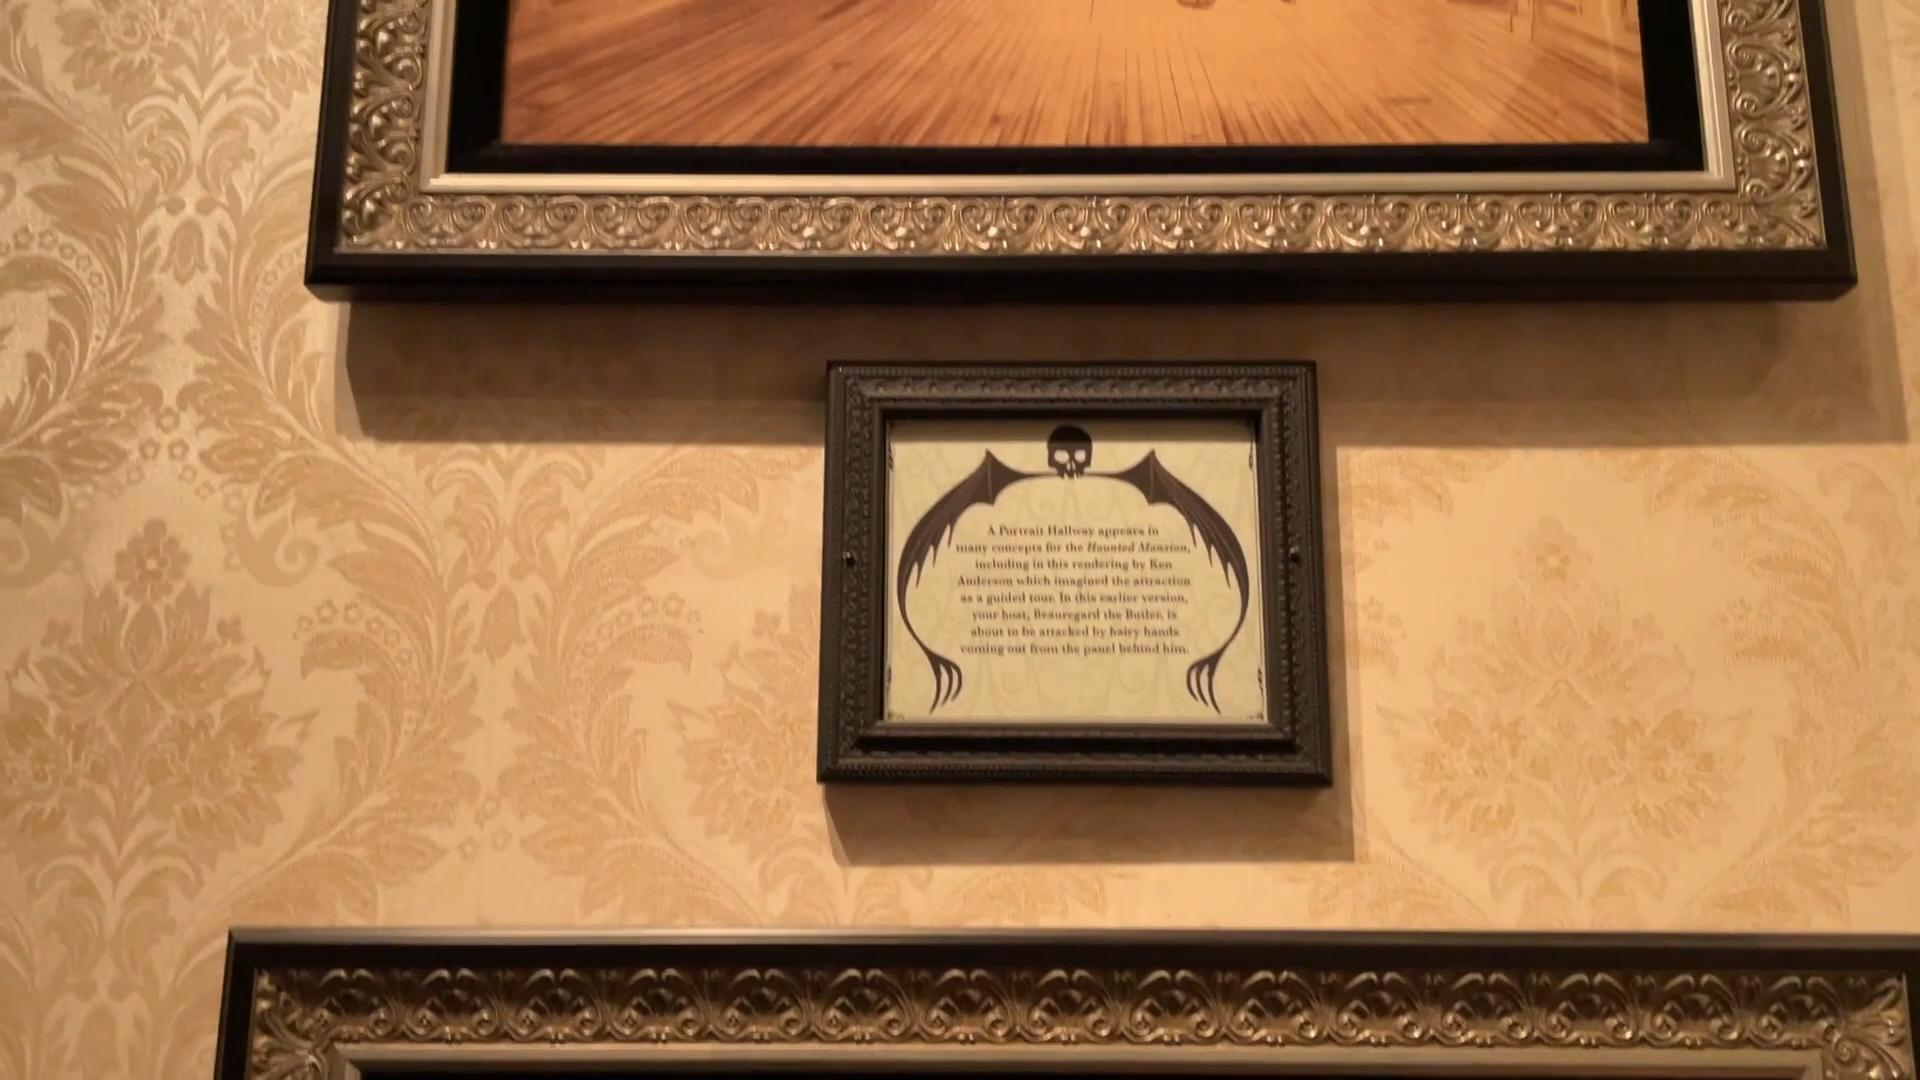 A Portrait Hallway appears in
many concepts for the Haunted Mansion,
including in this rendering by Ken
Anderson which imagined the attraction
as a guided tour. In this earlier version,
your host, Beauregard the Butler, is
about to be attacked by hairy hands
coming out from the panel behind him.